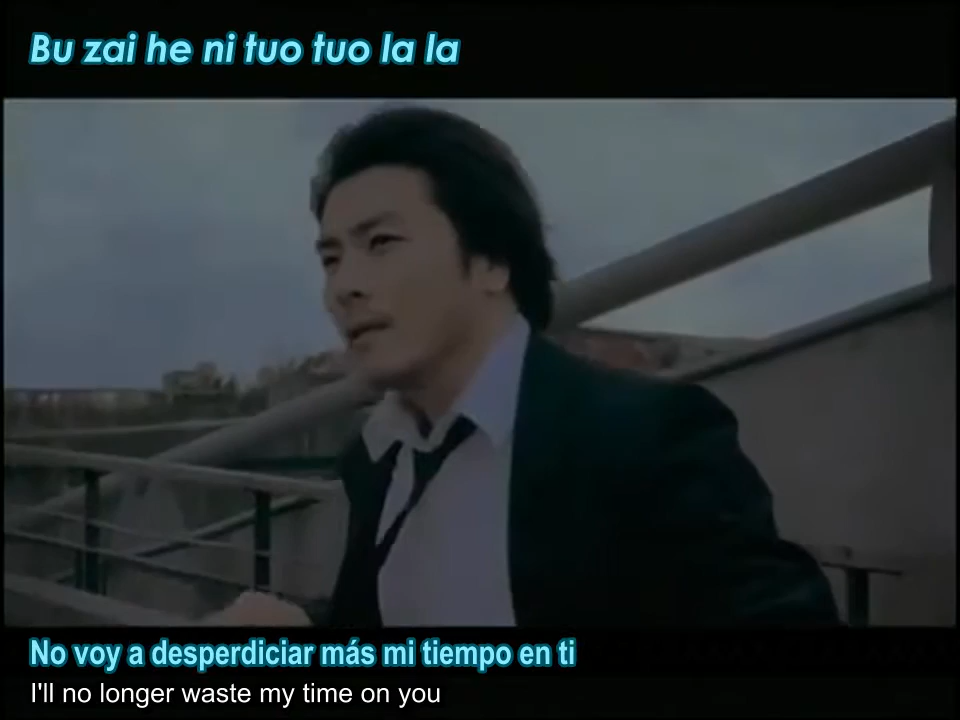 Bu zai he ni tuo tuo la la
No voy a desperdiciar más mi tiempo en ti
I'll no longer waste my time on you